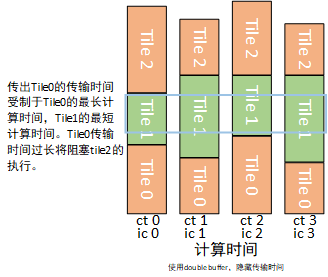 传出Tile0的传输时间
受制于Tile0的最长计
算时间，Tile1的最短
计算时间。Tile0传输
时间过长将阻塞tile2的
执行。
Tile 2
Tile 1
Tile 0
Tile 2
Tile 1
Tile 0
Tile 2
Tile 1
Tile 0
Tile 2
Tile 1
Tile 0
ct 0 ct 1 ct 2 ct 3
ic 0 ic 1 ic 2 ic 3
计算时间
使用double buffer，隐藏传输时间